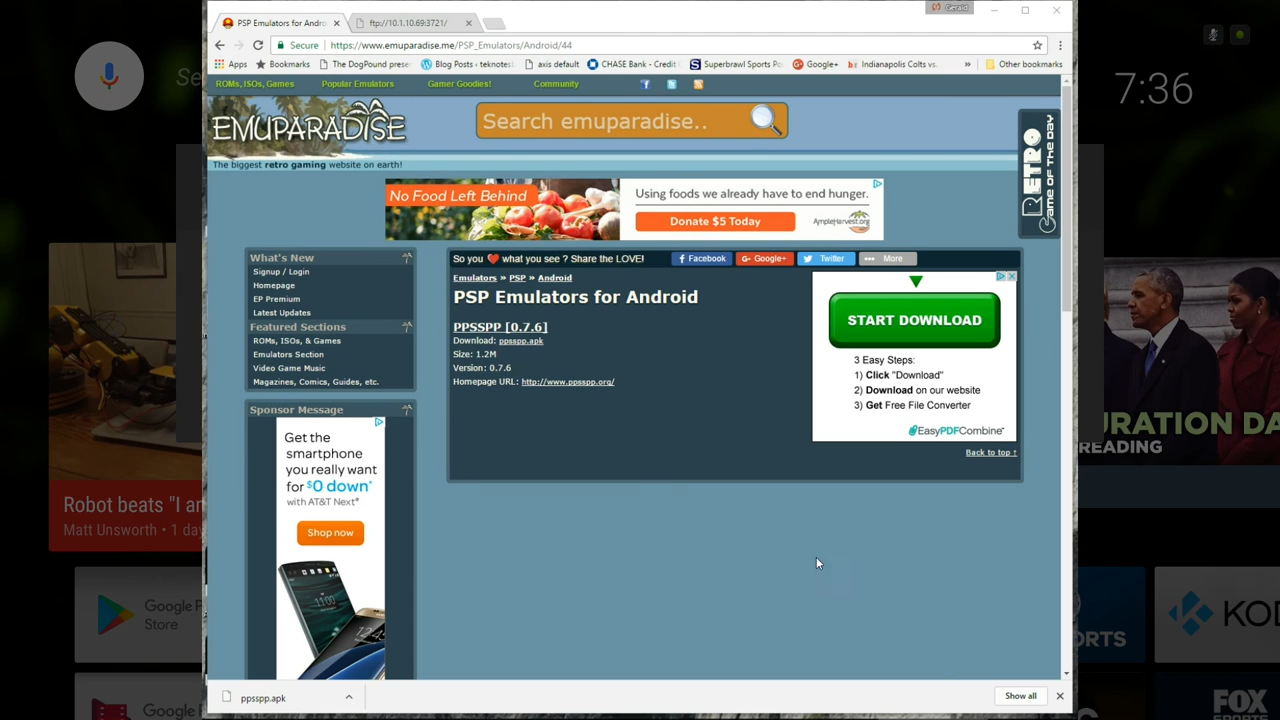 Gerald
PSP Emulators for Androi
ftp://10.1.10.69:3721/
Secure
https://www.emuparadise.me/PSP_Emulators/Android/44
Apps
Bookmarks
The DogPound prese
Blog Posts ‹ teknotes
axis default
CHASE Bank - Credit
Superbrawl Sports Po
Google+
Indianapolis Colts vs.
»
Other bookmarks
Se
7:36
ROMs, ISOs, Games
Popular Emulators
Gamer Goodies!
Community
EMUPARADISE
Search emuparadise..
The biggest retro gaming website on earth!
RETRO
Game OF THE DAY
No Food Left Behind
Using foods we already have to end hunger.
Donate $5 Today
AmpleHarvest.org
What's New
Signup / Login
Homepage
EP Premium
Latest Updates
Featured Sections
ROMs, ISOs, & Games
Emulators Section
Video Game Music
Magazines, Comics, Guides, etc.
Sponsor Message
Get the
smartphone
you really want
for $0 down*
with AT&T Next®
Shop now
So you ❤ what you see ? Share the LOVE!
Facebook
G+ Google+
Twitter
More
Emulators » PSP » Android
PSP Emulators for Android
PPSSPP [0.7.6]
Download: ppsspp.apk
Size: 1.2M
Version: 0.7.6
Homepage URL: http://www.ppsspp.org/
START DOWNLOAD
3 Easy Steps:
1) Click "Download"
2) Download on our website
3) Get Free File Converter
EasyPDFCombine™
Back to top ↑
URATION DA
READING
Robot beats "I ar
Matt Unsworth • 1 day
Google P
Store
Google
ORTS
KOD
FOX
SPORTS
ppsspp.apk
Show all